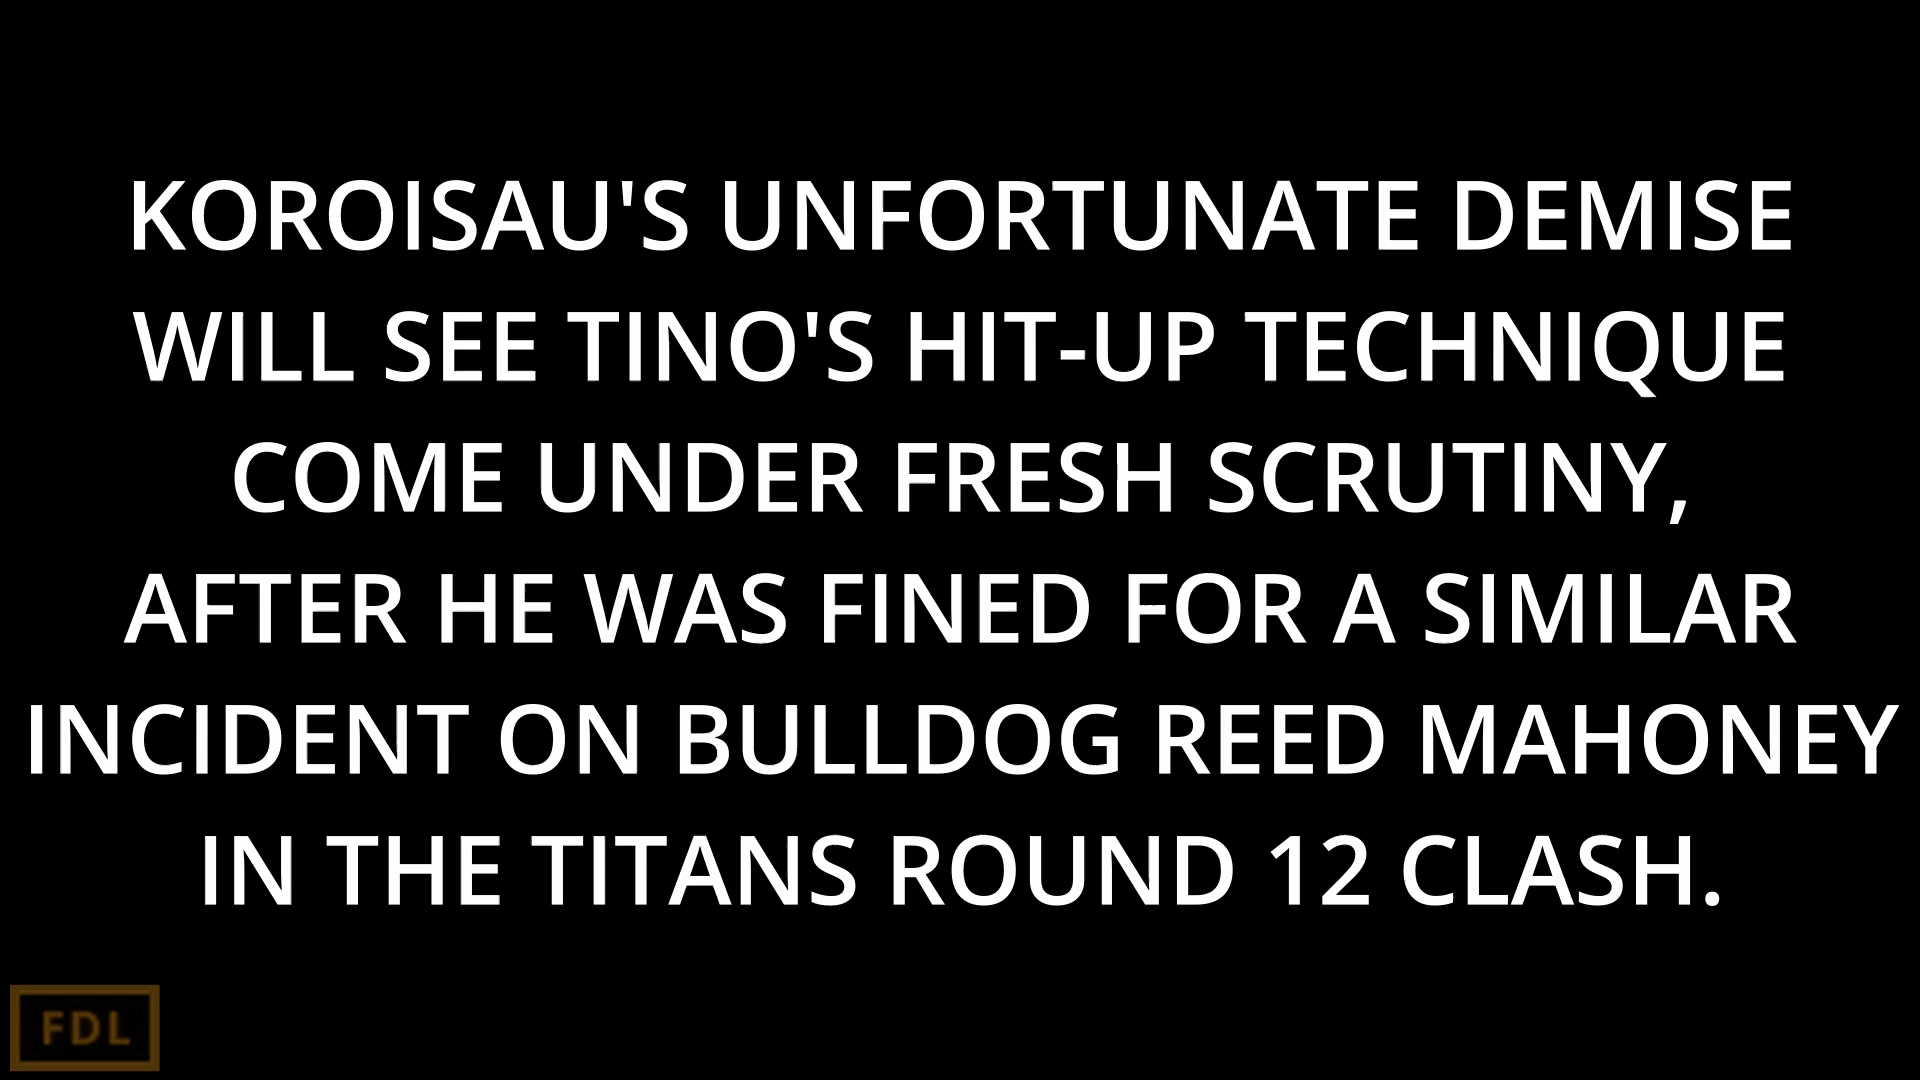 KOROISAU'S UNFORTUNATE DEMISE
WILL SEE TINO'S HIT-UP TECHNIQUE
COME UNDER FRESH SCRUTINY,
AFTER HE WAS FINED FOR A SIMILAR
INCIDENT ON BULLDOG REED MAHONEY
IN THE TITANS ROUND 12 CLASH.
FDL